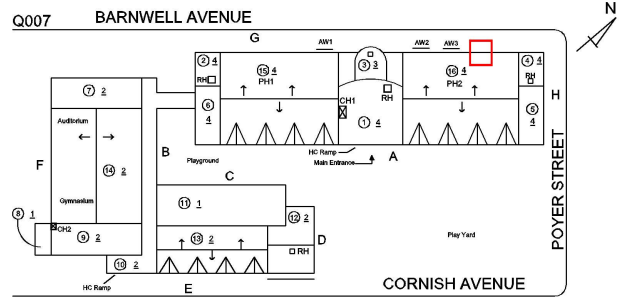 Q007 BARNWELL AVENUE N
G
AW1 AW2 AW3
2 4 3 3 4 4
15 4 16 4
RH PH1 RH PH2 RH
7 2 6 4 CH1 5 4 H
1 4
Auditorium
HC Ramp
Main Entrance A
F B Playground
14 2 C
Gymnasium
8 1 11 1
CH2 12 2
9 2 13 2 D Play Yard
RH
10 2
HC Ramp E CORNISH AVENUE
POYER STREET